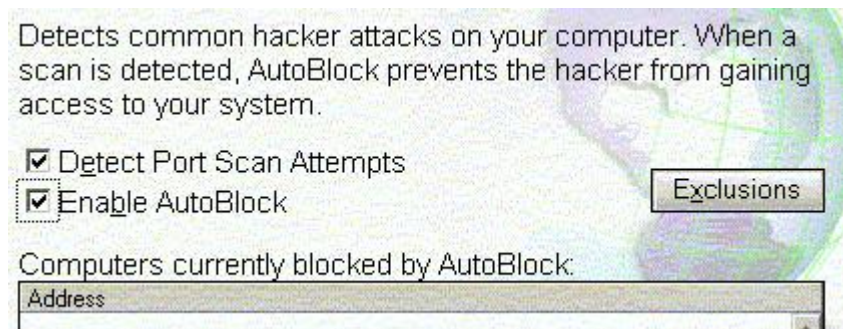 Detects common hacker attacks on your computer. When a
scan is detected, AutoBlock prevents the hacker from gaining
access to your system.
Detect Port Scan Attempts
Enable AutoBlock
Exclusions
Computers currently blocked by AutoBlock:
Address